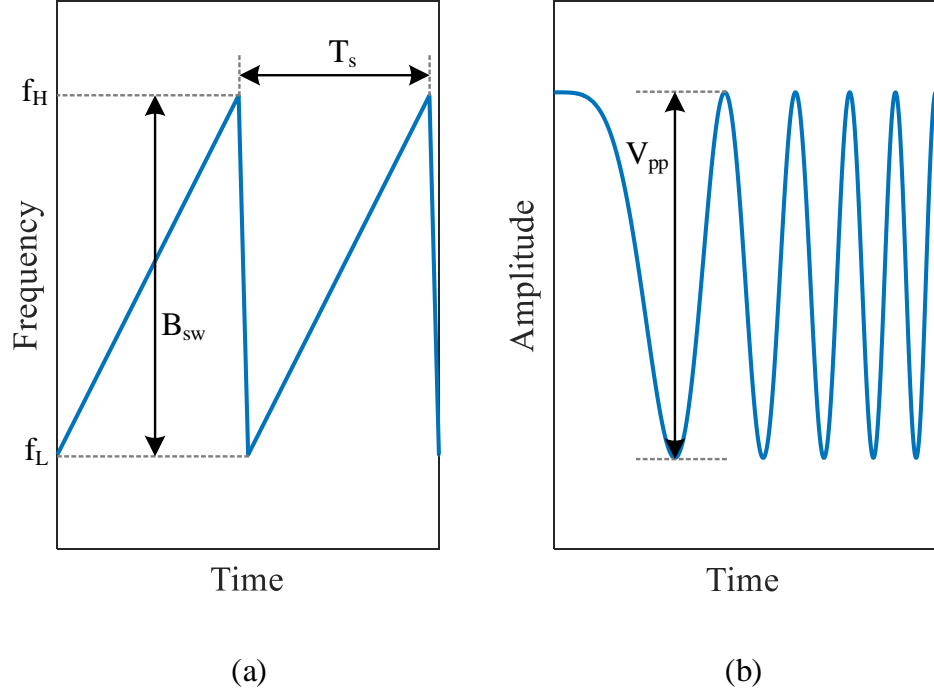 T_s
f_H
Frequency
B_sw
f_L
Time
(a)
V_pp
Amplitude
Time
(b)